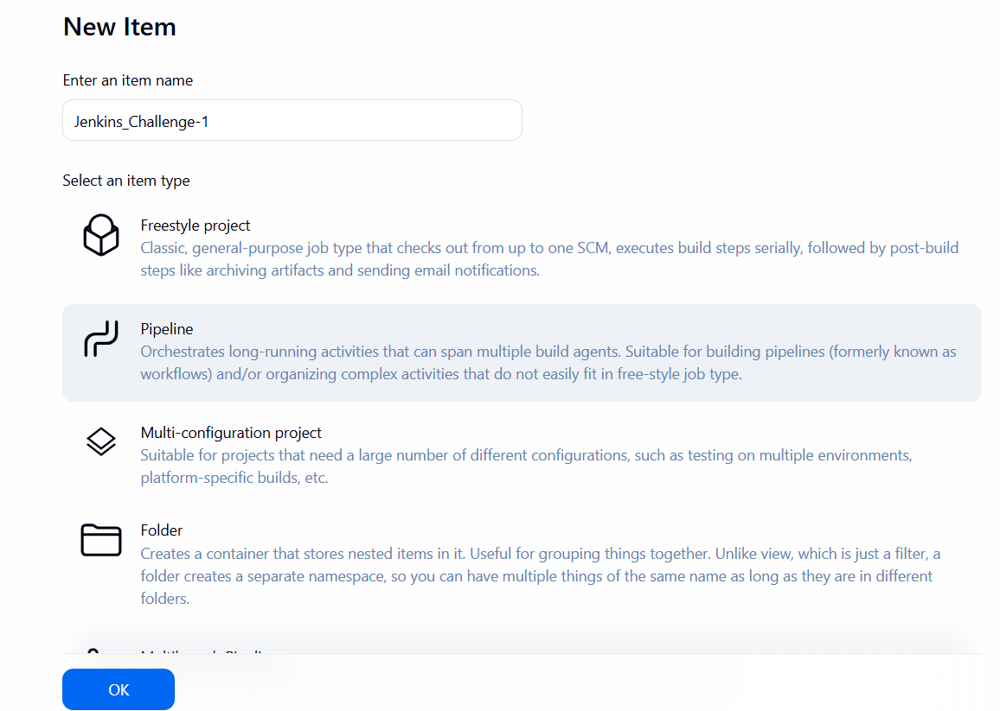 New Item
Enter an item name
Jenkins_Challenge-1
Select an item type
Freestyle project
Classic, general-purpose job type that checks out from up to one SCM, executes build steps serially, followed by post-build
steps like archiving artifacts and sending email notifications.
Pipeline
Orchestrates long-running activities that can span multiple build agents. Suitable for building pipelines (formerly known as
workflows) and/or organizing complex activities that do not easily fit in free-style job type.
Multi-configuration project
Suitable for projects that need a large number of different configurations, such as testing on multiple environments,
platform-specific builds, etc.
Folder
Creates a container that stores nested items in it. Useful for grouping things together. Unlike view, which is just a filter, a
folder creates a separate namespace, so you can have multiple things of the same name as long as they are in different
folders.
OK